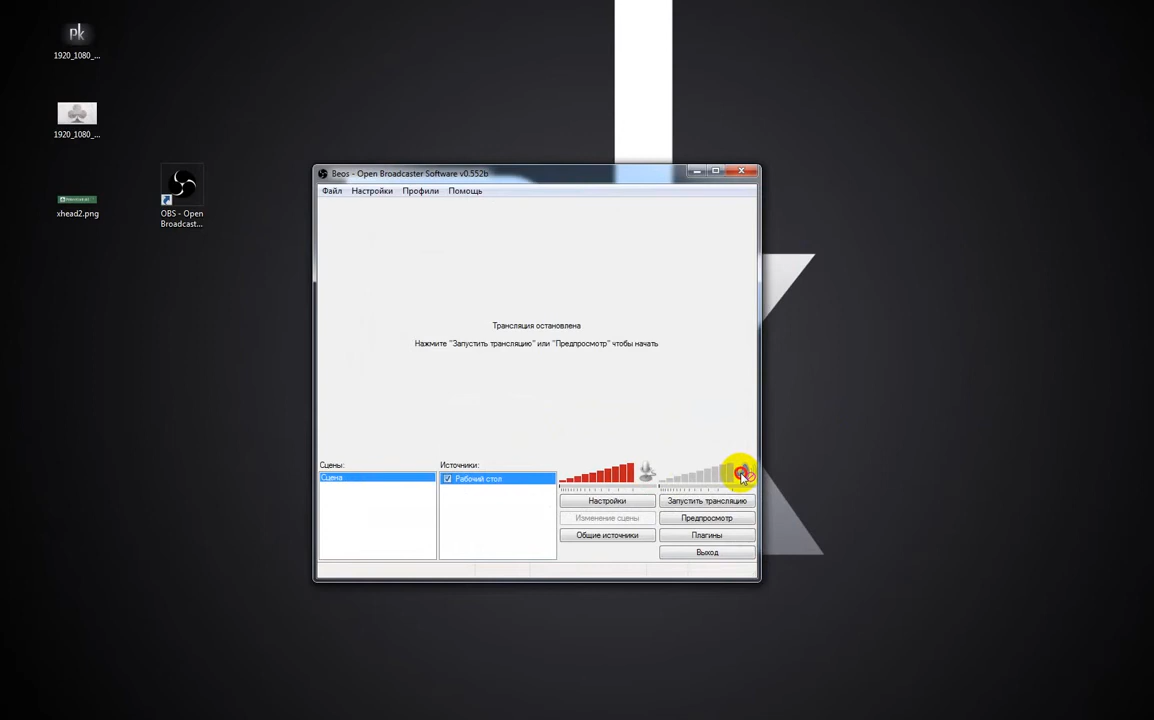 pk
1920_1080_...
1920_1080_...
xhead2.png
OBS - Open
Broadcast...
Beos - Open Broadcaster Software v0.552b
Файл Настройки Профили Помощь
Трансляция остановлена
Нажмите "Запустить трансляцию" или "Предпросмотр" чтобы начать
Сцены: Источники:
Сцена Рабочий стол
Настройки Запустить трансляцию
Изменение сцены Предпросмотр
Общие источники Плагины
Выход